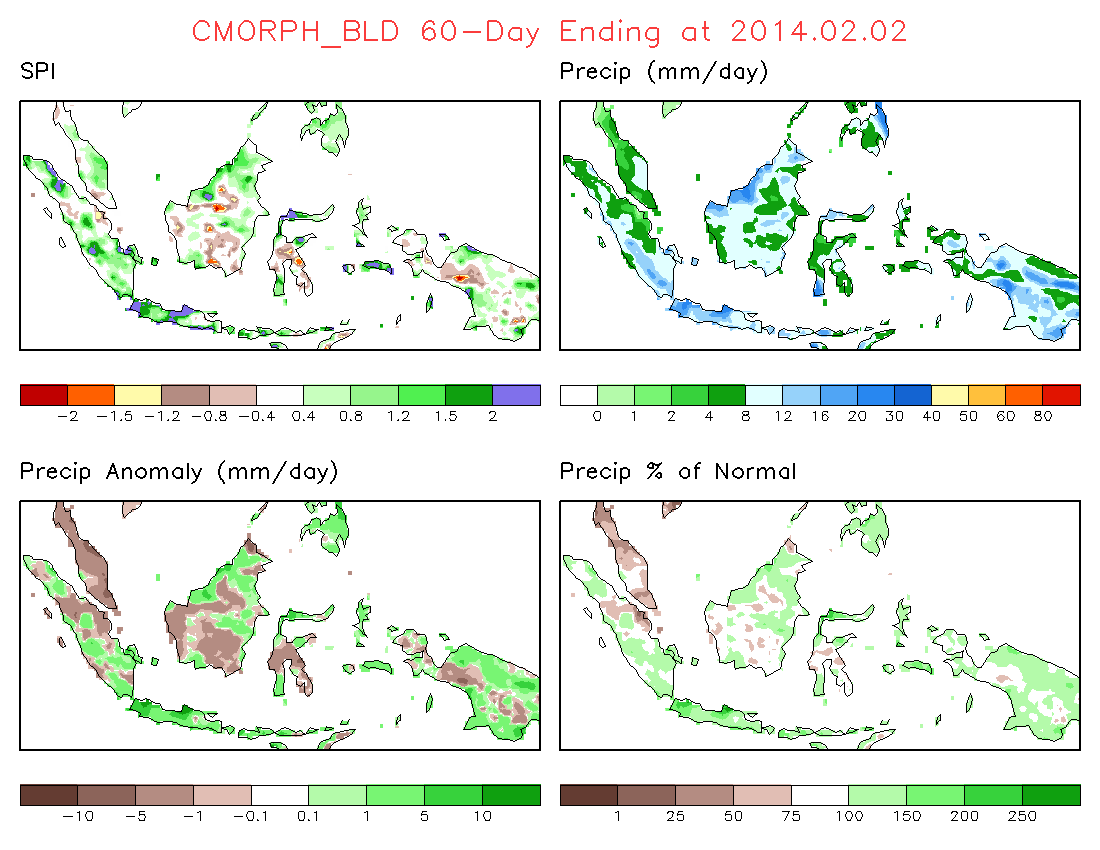 CMORPH_BLD 60-Day Ending at 2014.02.02
SPI
Precip (mm/day)
-2 -1.5 -1.2 -0.8 -0.4 0.4 0.8 1.2 1.5 2
0 1 2 4 8 12 16 20 30 40 50 60 80
Precip Anomaly (mm/day)
Precip % of Normal
-10 -5 -1 -0.1 0.1 1 5 10
1 25 50 75 100 150 200 250